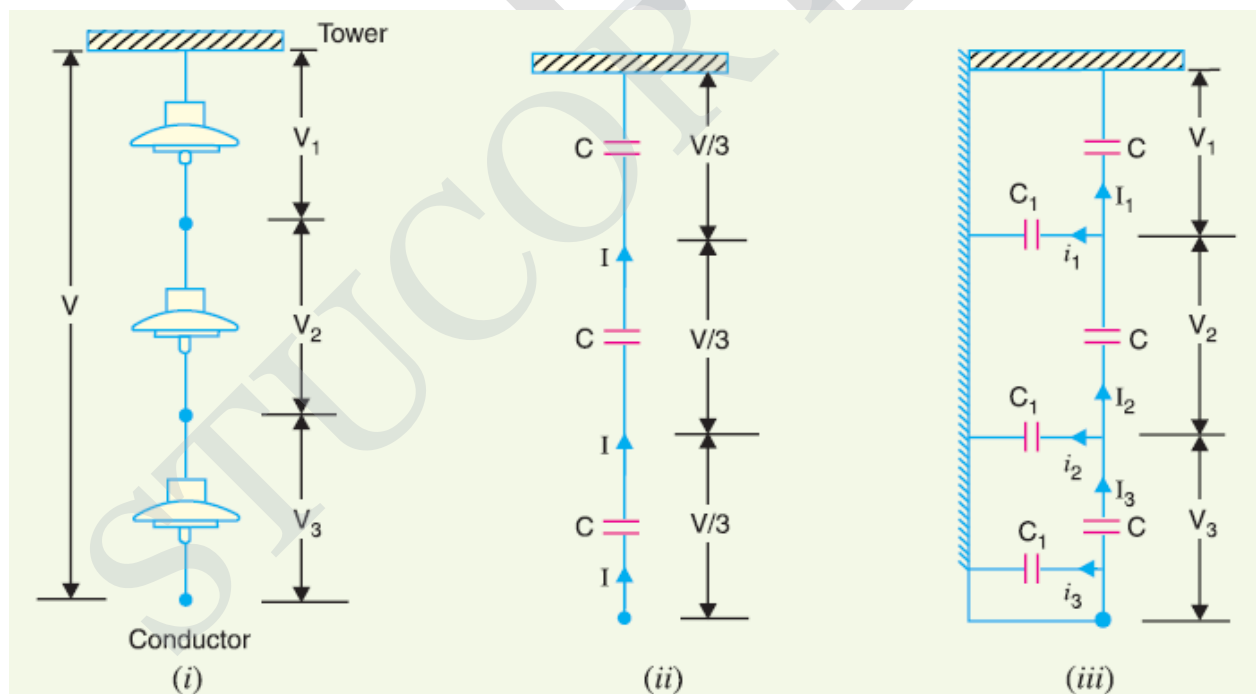 Tower
V
V1
V2
V3
Conductor
(i)
C
V/3
I
C
V/3
I
C
V/3
I
(ii)
C
V1
I1
C1
i1
C
V2
I2
C1
i2
I3
C
V3
C1
i3
(iii)
STUCOR